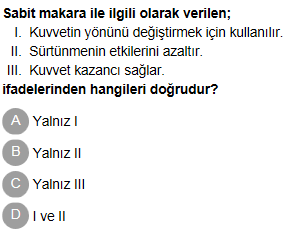 Sabit makara ile ilgili olarak verilen;
I. Kuvvetin yönünü değiştirmek için kullanılır.
II. Sürtünmenin etkilerini azaltır.
III. Kuvvet kazancı sağlar.
ifadelerinden hangileri doğrudur?
A Yalnız I
B Yalnız II
C Yalnız III
D I ve II